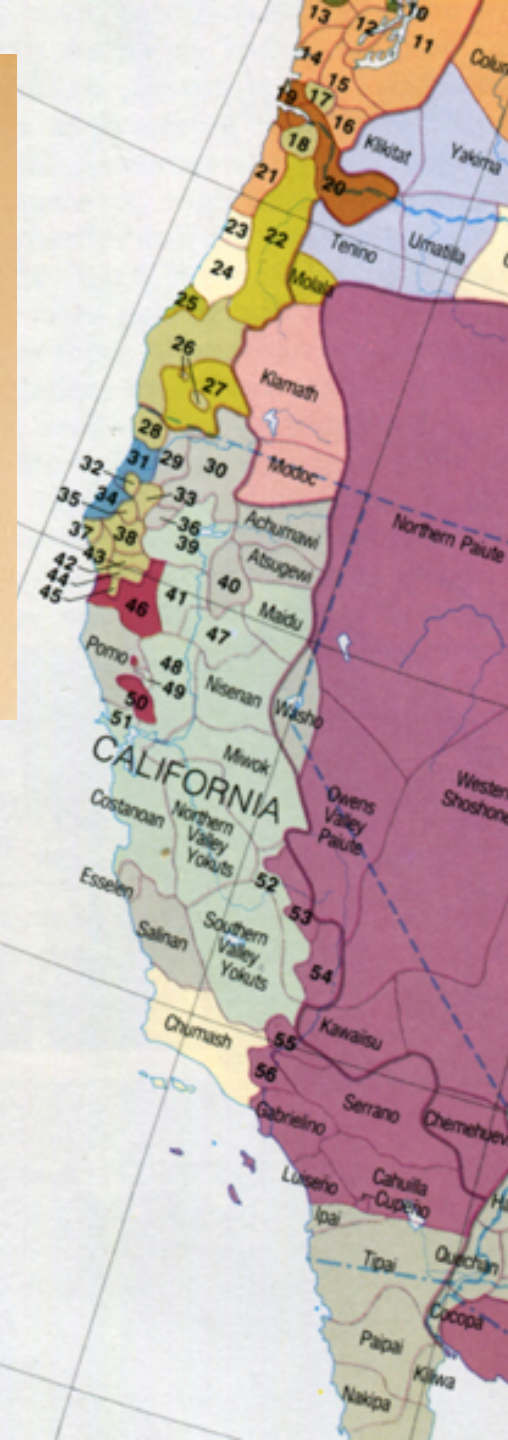 10
13
12
11
14
15
17
19
16
18
Klikitat
Yakima
21
20
23
22
Tenino
Umatilla
24
Molala
25
26
27
Klamath
28
31
29
30
Modoc
32
33
34
35
36
Achumawi
Northern Paiute
37
38
39
Atsugewi
42
43
44
45
40
41
46
Maidu
47
Pomo
48
49
Nisenan
50
Washo
51
CALIFORNIA
Miwok
Western
Shoshone
Owens
Valley
Paiute
Costanoan
Northern
Valley
Yokuts
52
Esselen
53
Salinan
Southern
Valley
Yokuts
54
Chumash
55
Kawaiisu
56
Serrano
Gabrielino
Luiseño
Cahuilla
Cupeño
Ipai
Tipai
Quechan
Cocopa
Paipai
Kiliwa
Nakipa